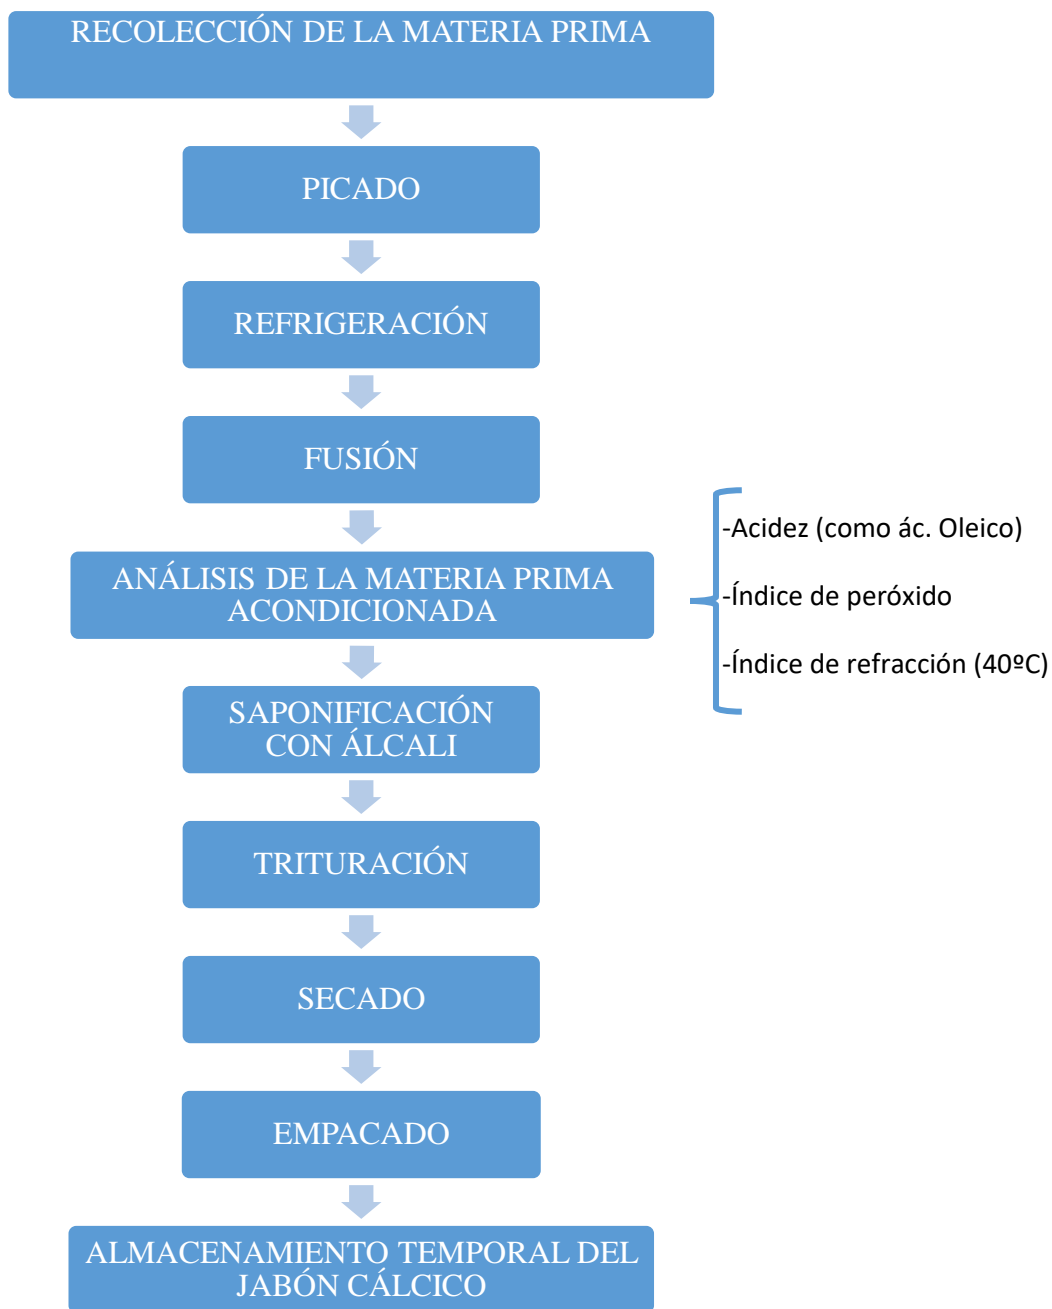 RECOLECCIÓN DE LA MATERIA PRIMA
PICADO
REFRIGERACIÓN
FUSIÓN
ANÁLISIS DE LA MATERIA PRIMA
ACONDICIONADA
-Acidez (como ác. Oleico)
-Índice de peróxido
-Índice de refracción (40ºC)
SAPONIFICACIÓN
CON ÁLCALI
TRITURACIÓN
SECADO
EMPACADO
ALMACENAMIENTO TEMPORAL DEL
JABÓN CÁLCICO